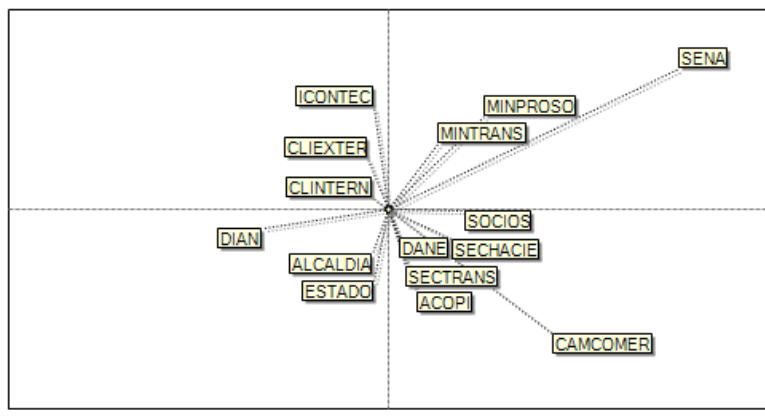 SENA
ICONTEC
MINPROSO
MINTRANS
CLIEXTER
CLINTERN
SOCIOS
DIAN
DANE
SECHACIE
ALCALDIA
SECTRANS
ESTADO
ACOPI
CAMCOMER